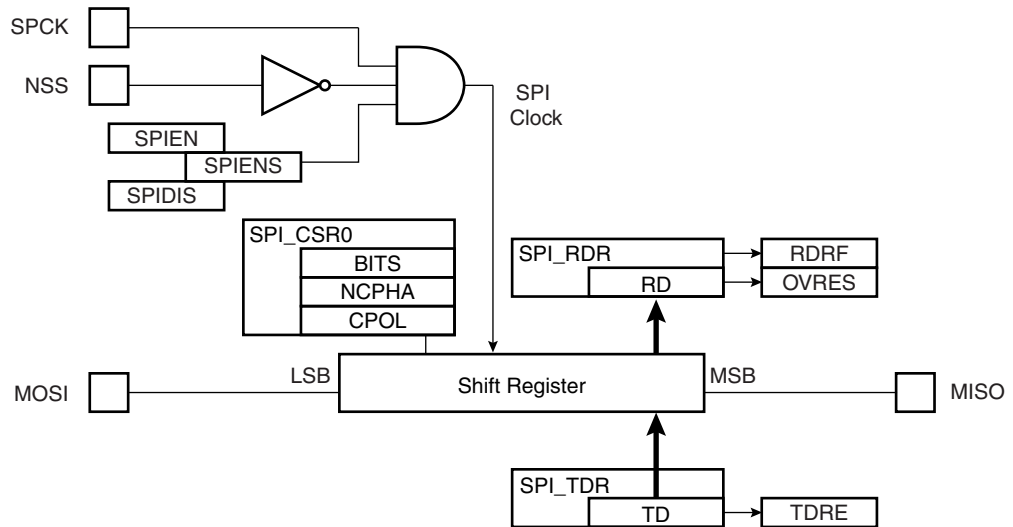 SPCK
NSS
SPI
Clock
SPIEN
SPIENS
SPIDIS
SPI_CSR0
BITS
NCPHA
CPOL
SPI_RDR
RD
RDRF
OVRES
MOSI
LSB
Shift Register
MSB
MISO
SPI_TDR
TD
TDRE